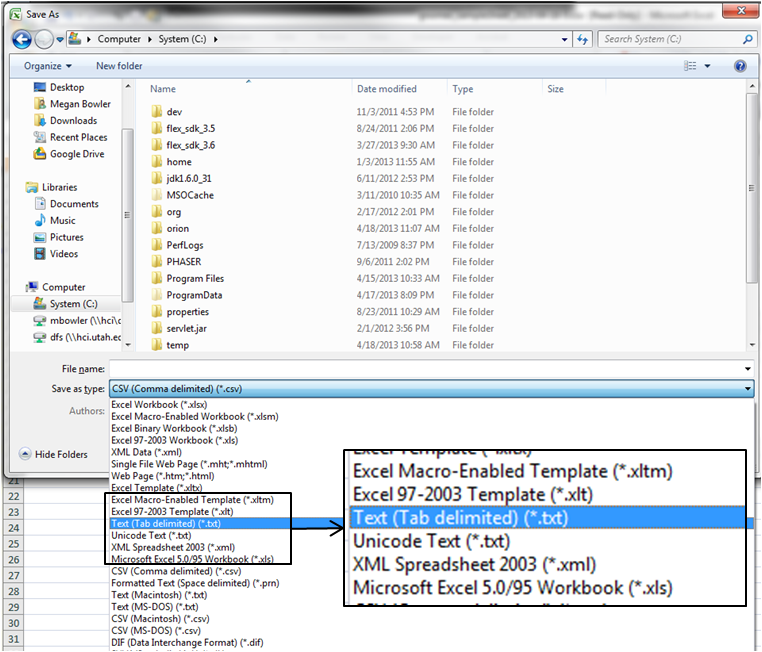 Save As
Computer System (C:) Search System (C:)
Organize New folder
Name Date modified Type Size
Desktop
Megan Bowler
Downloads
Recent Places
Google Drive
Libraries
Documents
Music
Pictures
Videos
Computer
System (C:)
mbowler (\\hci\c
dfs (\\hci.utah.ec
dev 11/3/2011 4:53 PM File folder
flex_sdk_3.5 8/24/2011 2:06 PM File folder
flex_sdk_3.6 3/27/2013 9:30 AM File folder
home 1/3/2013 11:55 AM File folder
jdk1.6.0_31 6/11/2012 2:53 PM File folder
MSOCache 3/11/2010 10:35 AM File folder
org 2/17/2012 2:01 PM File folder
orion 4/18/2013 11:07 AM File folder
PerfLogs 7/13/2009 8:37 PM File folder
PHASER 9/6/2011 2:02 PM File folder
Program Files 4/15/2013 10:33 AM File folder
ProgramData 4/17/2013 8:09 PM File folder
properties 8/23/2011 10:29 AM File folder
servlet.jar 2/1/2012 3:56 PM File folder
temp 4/18/2013 10:58 AM File folder
File name:
Save as type: CSV (Comma delimited) (*.csv)
Authors:
Hide Folders
Excel Workbook (*.xlsx)
Excel Macro-Enabled Workbook (*.xlsm)
Excel Binary Workbook (*.xlsb)
Excel 97-2003 Workbook (*.xls)
XML Data (*.xml)
Single File Web Page (*.mht;*.mhtml)
Web Page (*.htm;*.html)
Excel Template (*.xltx)
Excel Macro-Enabled Template (*.xltm)
Excel 97-2003 Template (*.xlt)
Text (Tab delimited) (*.txt)
Unicode Text (*.txt)
XML Spreadsheet 2003 (*.xml)
Microsoft Excel 5.0/95 Workbook (*.xls)
CSV (Comma delimited) (*.csv)
Formatted Text (Space delimited) (*.prn)
Text (Macintosh) (*.txt)
Text (MS-DOS) (*.txt)
CSV (Macintosh) (*.csv)
CSV (MS-DOS) (*.csv)
DIF (Data Interchange Format) (*.dif)
Excel Macro-Enabled Template (*.xltm)
Excel 97-2003 Template (*.xlt)
Text (Tab delimited) (*.txt)
Unicode Text (*.txt)
XML Spreadsheet 2003 (*.xml)
Microsoft Excel 5.0/95 Workbook (*.xls)
21
22
23
24
25
26
27
28
29
30
31